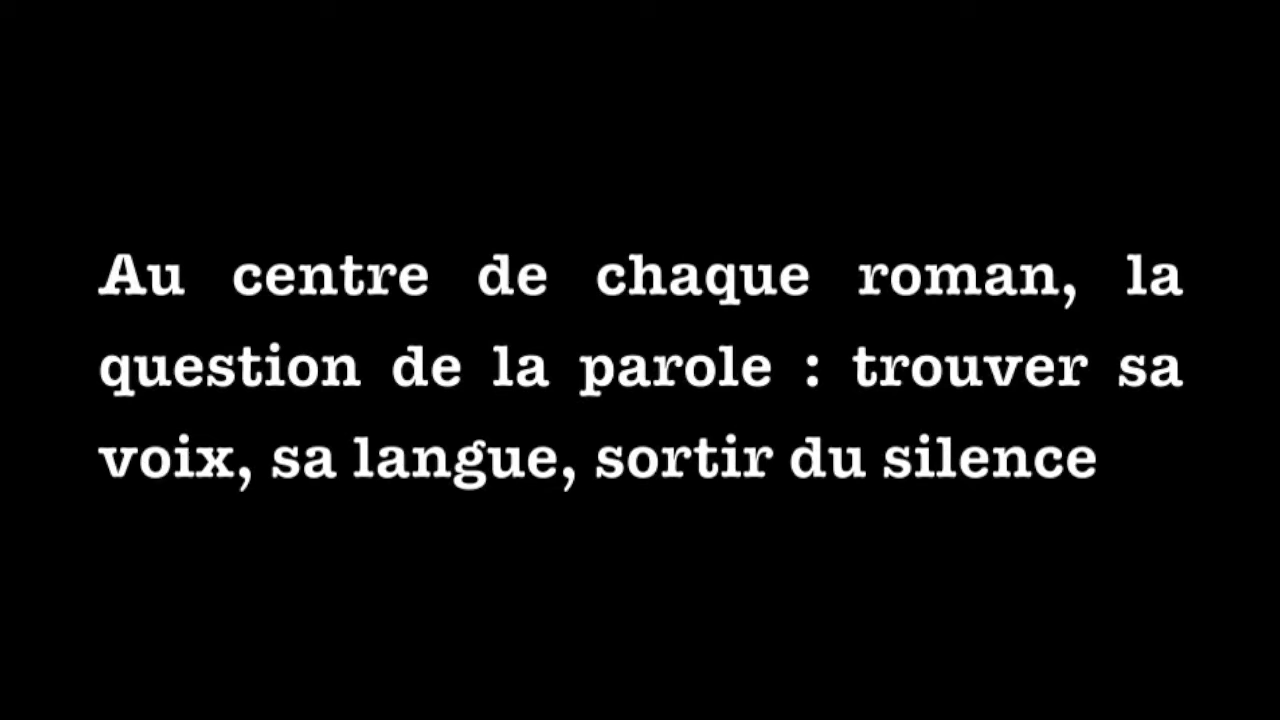 Au centre de chaque roman, la
question de la parole : trouver sa
voix, sa langue, sortir du silence